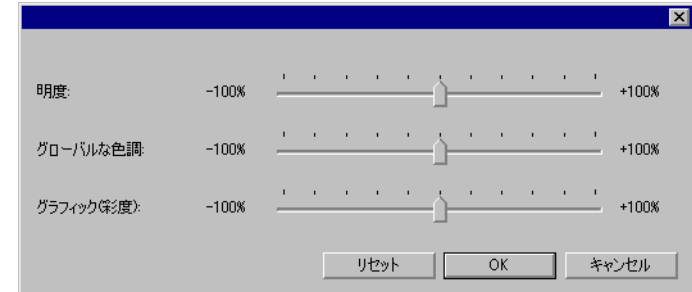 明度: -100% +100%
グローバルな色調: -100% +100%
グラフィック(彩度): -100% +100%
リセット OK キャンセル